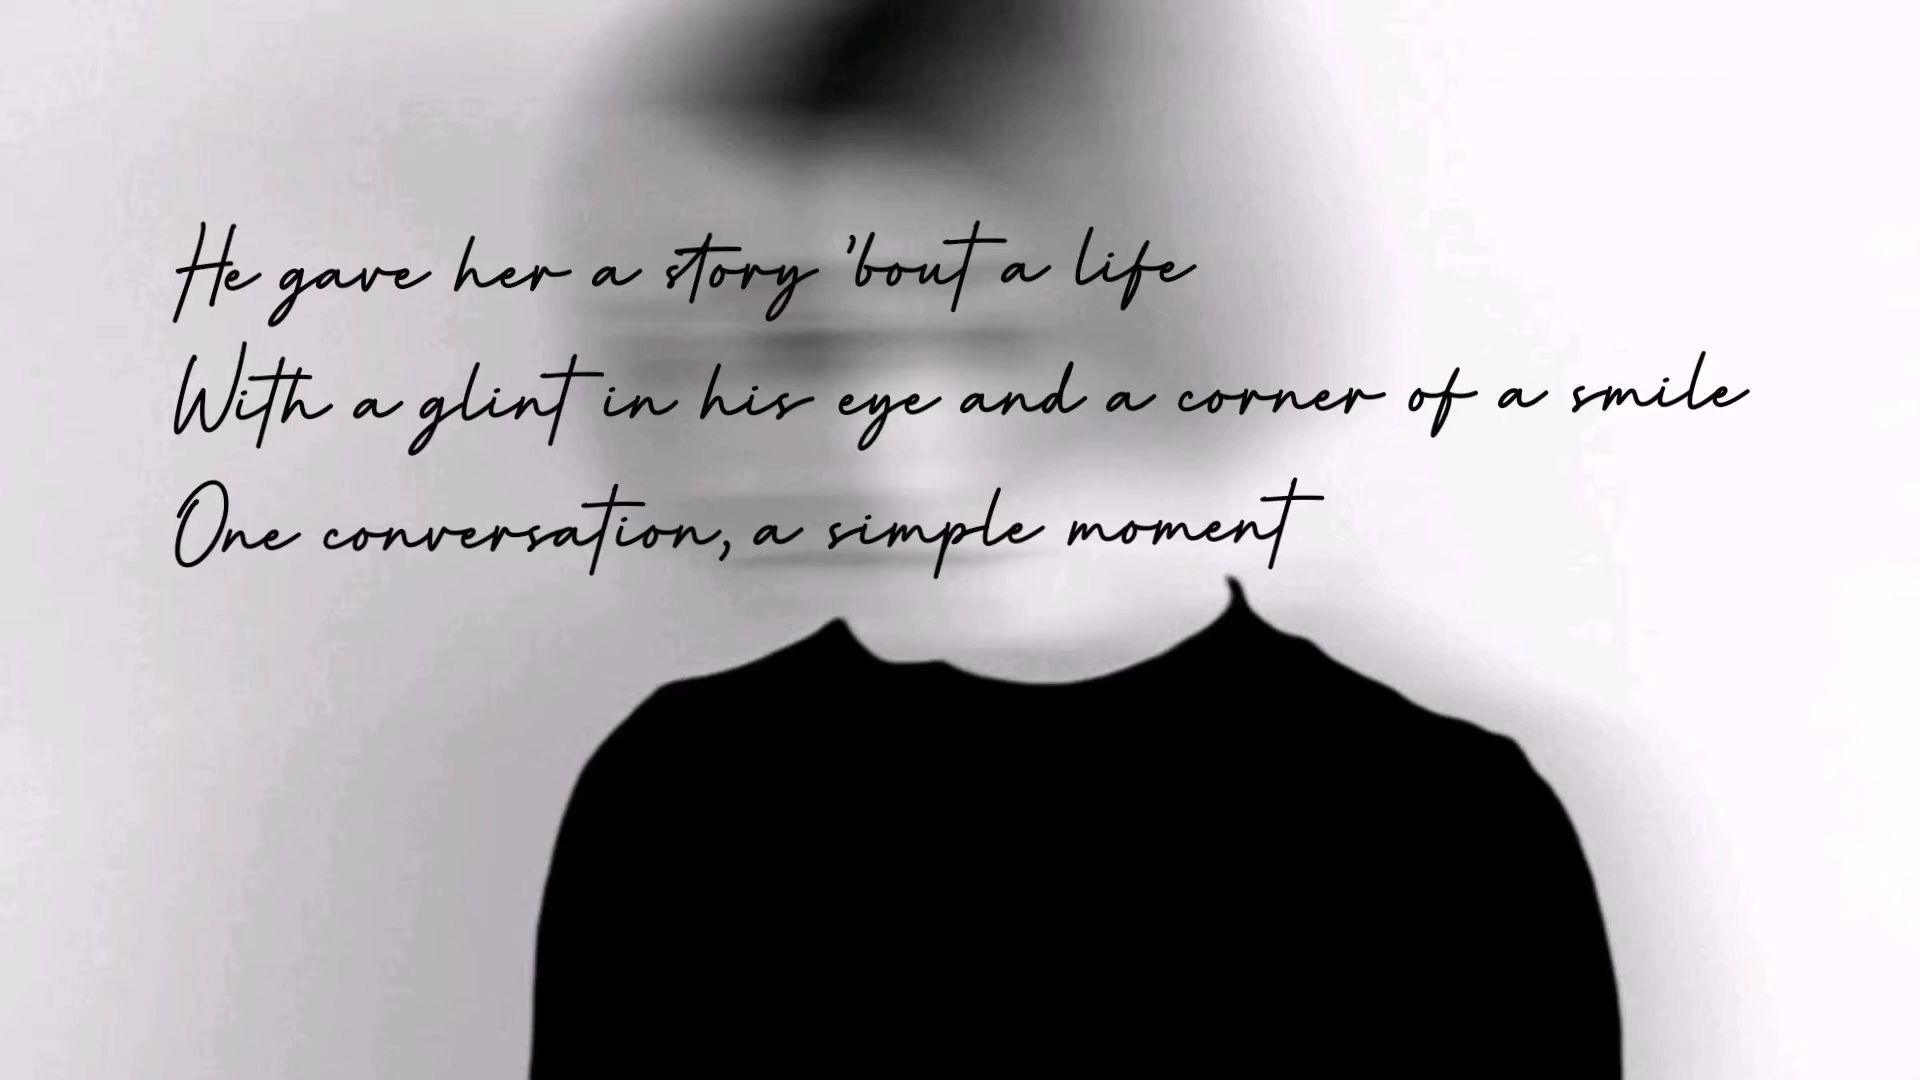 He gave her a story 'bout a life
With a glint in his eye and a corner of a smile
One conversation, a simple moment